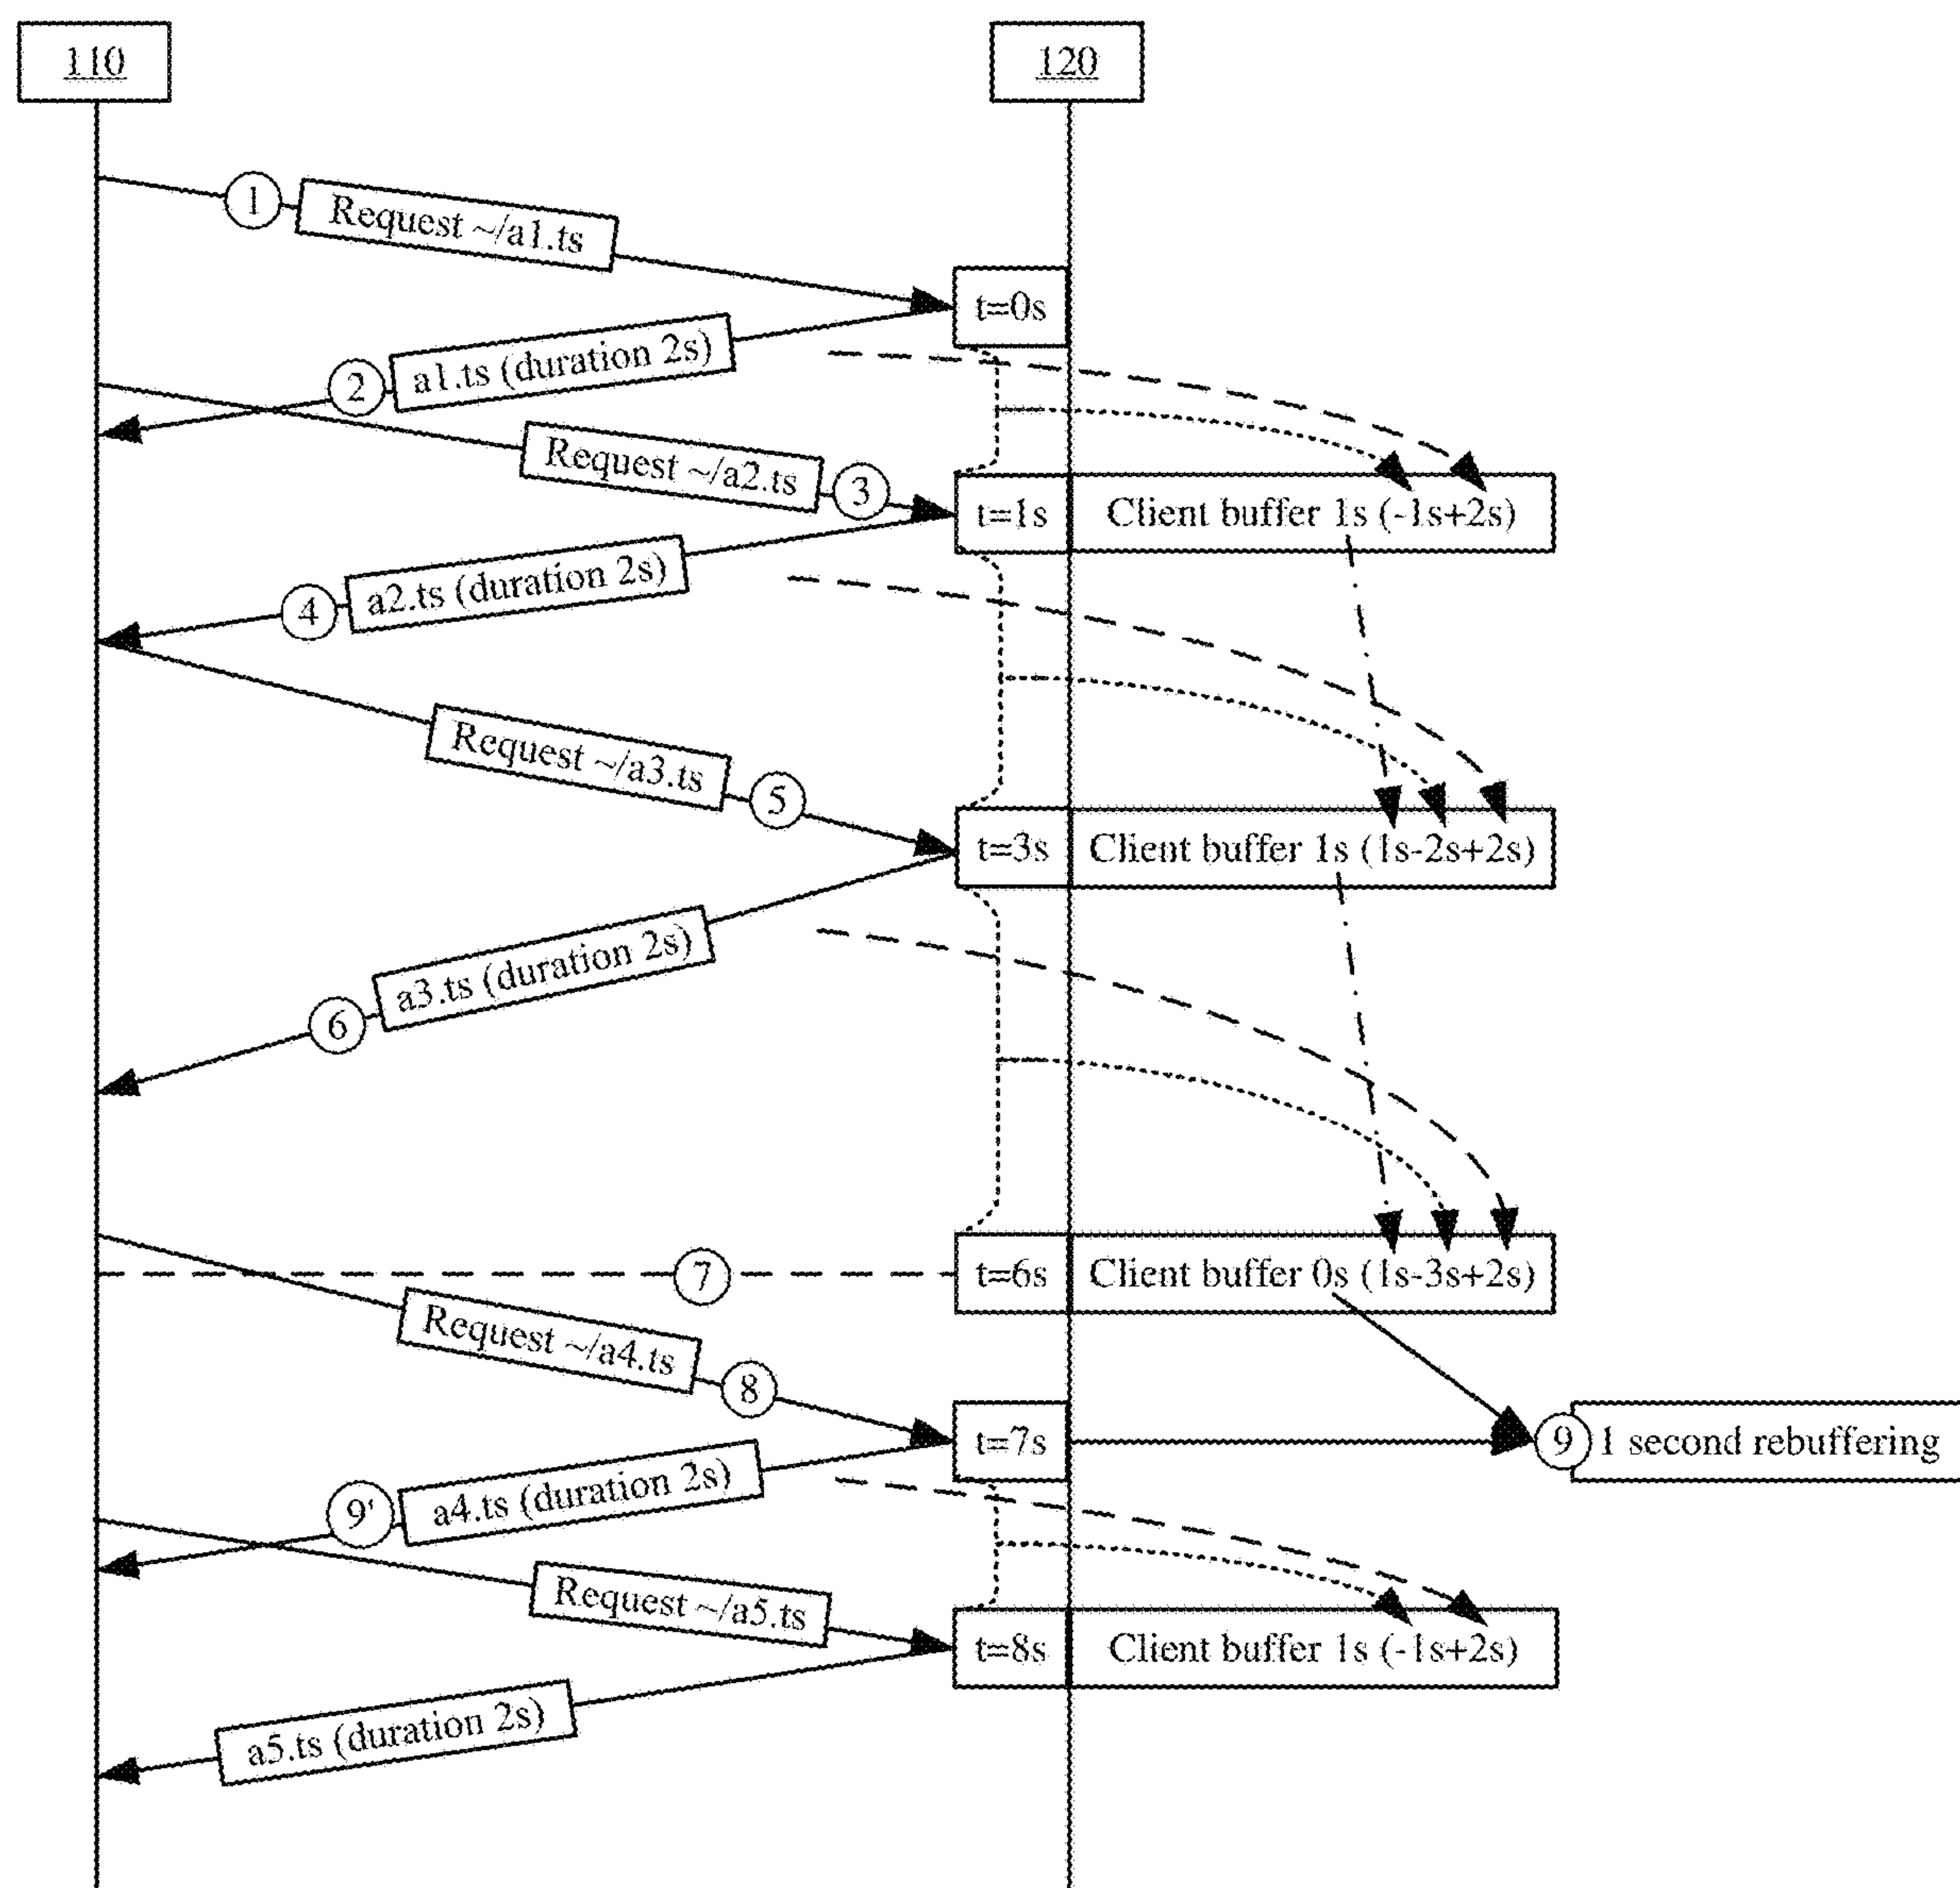 110
120
1
Request ~/a1.ts
t=0s
2
a1.ts (duration 2s)
Request ~/a2.ts
3
t=1s
Client buffer 1s (-1s+2s)
4
a2.ts (duration 2s)
Request ~/a3.ts
5
t=3s
Client buffer 1s (1s-2s+2s)
6
a3.ts (duration 2s)
7
t=6s
Client buffer 0s (1s-3s+2s)
Request ~/a4.ts
8
t=7s
9
1 second rebuffering
9'
a4.ts (duration 2s)
Request ~/a5.ts
t=8s
Client buffer 1s (-1s+2s)
a5.ts (duration 2s)